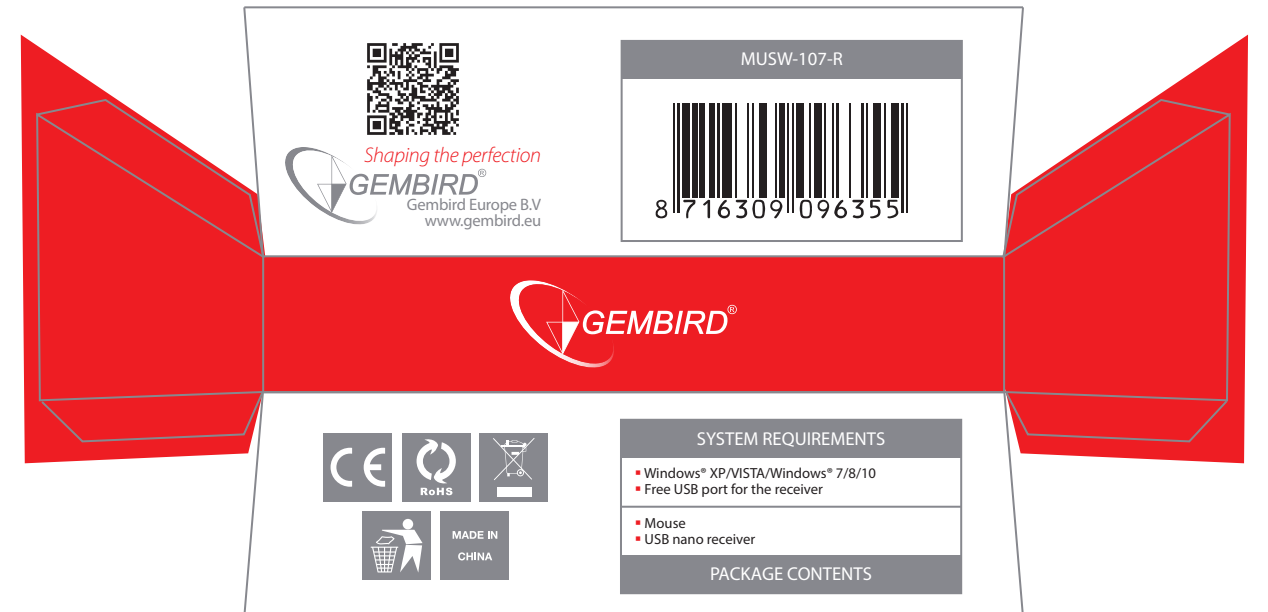 Shaping the perfection
GEMBIRD®
Gembird Europe B.V
www.gembird.eu
MUSW-107-R
8 716309 096355
GEMBIRD®
CE
RoHS
MADE IN
CHINA
SYSTEM REQUIREMENTS
▪ Windows® XP/VISTA/Windows® 7/8/10
▪ Free USB port for the receiver
▪ Mouse
▪ USB nano receiver
PACKAGE CONTENTS